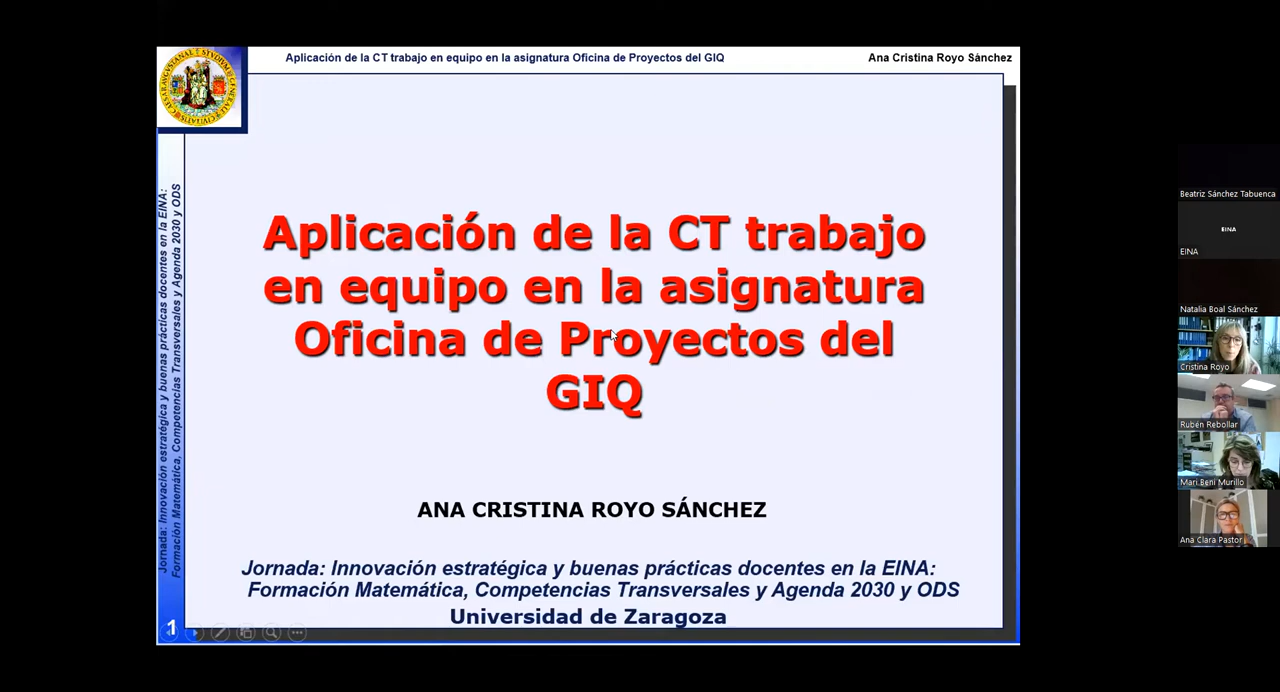 Aplicación de la CT trabajo en equipo en la asignatura Oficina de Proyectos del GIQ
Ana Cristina Royo Sánchez
Jornada: Innovación estratégica y buenas prácticas docentes en la EINA:
Formación Matemática, Competencias Transversales y Agenda 2030 y ODS
Aplicación de la CT trabajo
en equipo en la asignatura
Oficina de Proyectos del
GIQ
ANA CRISTINA ROYO SÁNCHEZ
Jornada: Innovación estratégica y buenas prácticas docentes en la EINA:
Formación Matemática, Competencias Transversales y Agenda 2030 y ODS
Universidad de Zaragoza
1
Beatriz Sánchez Tabuenca
EINA
EINA
Natalia Boal Sánchez
Cristina Royo
Rubén Rebollar
Mari.Beni Murillo
Ana Clara Pastor